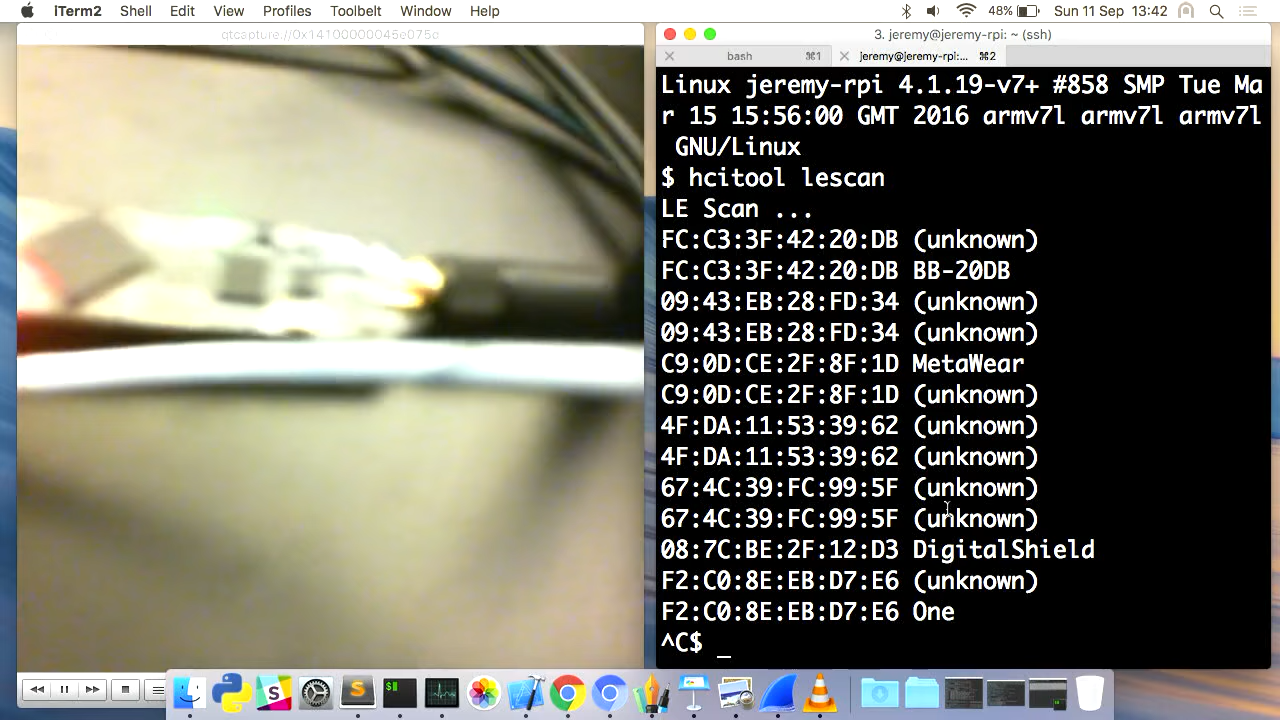 iTerm2 Shell Edit View Profiles Toolbelt Window Help 48% Sun 11 Sep 13:42
qtcapture://0x14100000045e075e
3. jeremy@jeremy-rpi: ~ (ssh)
bash ⌘1 jeremy@jeremy-rpi:... ⌘2
Linux jeremy-rpi 4.1.19-v7+ #858 SMP Tue Ma
r 15 15:56:00 GMT 2016 armv7l armv7l armv7l
GNU/Linux
$ hcitool lescan
LE Scan ...
FC:C3:3F:42:20:DB (unknown)
FC:C3:3F:42:20:DB BB-20DB
09:43:EB:28:FD:34 (unknown)
09:43:EB:28:FD:34 (unknown)
C9:0D:CE:2F:8F:1D MetaWear
C9:0D:CE:2F:8F:1D (unknown)
4F:DA:11:53:39:62 (unknown)
4F:DA:11:53:39:62 (unknown)
67:4C:39:FC:99:5F (unknown)
67:4C:39:FC:99:5F (unknown)
08:7C:BE:2F:12:D3 DigitalShield
F2:C0:8E:EB:D7:E6 (unknown)
F2:C0:8E:EB:D7:E6 One
^C$ _